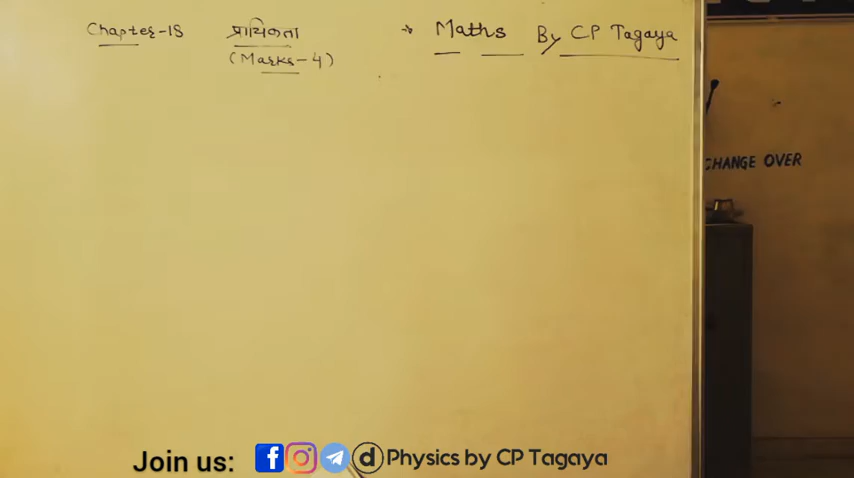 Chapter-15 प्रायिकता → Maths By CP Tagaya
(Marks-4)
CHANGE OVER
Join us: Physics by CP Tagaya